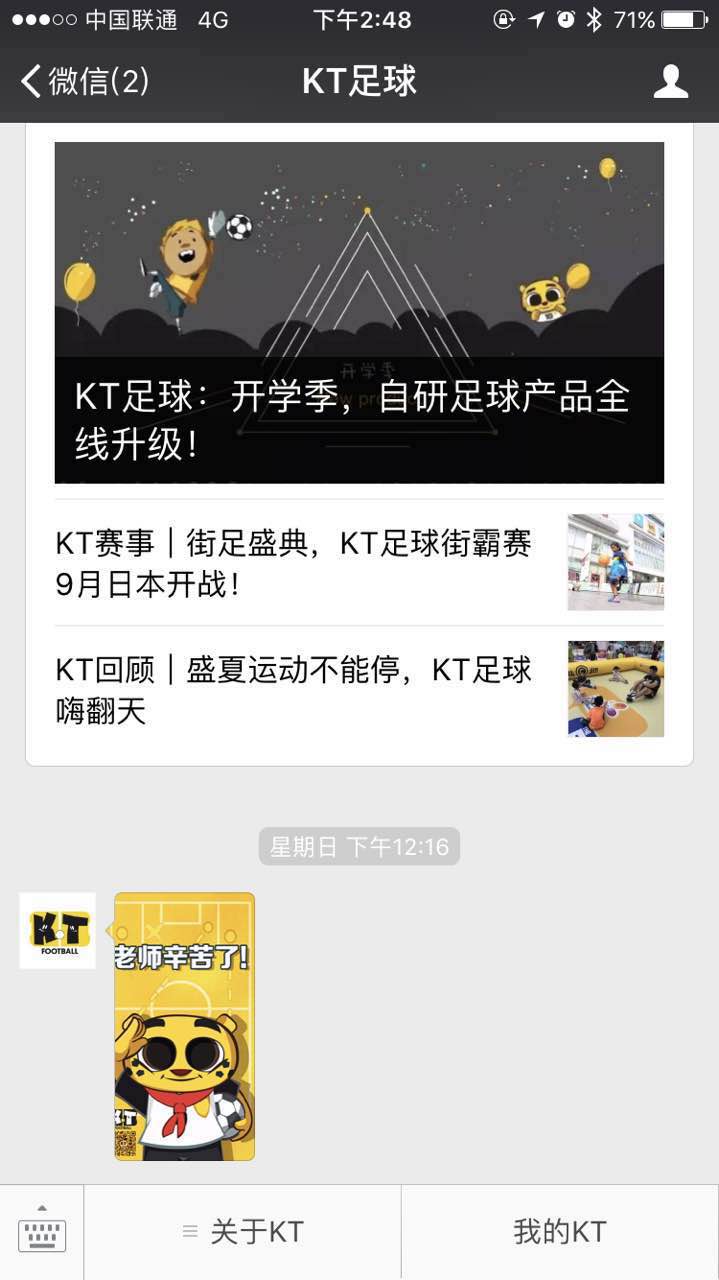 中国联通 4G 下午2:48 71%
微信(2) KT足球
开学季
KT足球：开学季，自研足球产品全
线升级！
KT赛事｜街足盛典，KT足球街霸赛
9月日本开战！
KT回顾｜盛夏运动不能停，KT足球
嗨翻天
星期日 下午12:16
KT
FOOTBALL
老师辛苦了!
KT
关于KT 我的KT